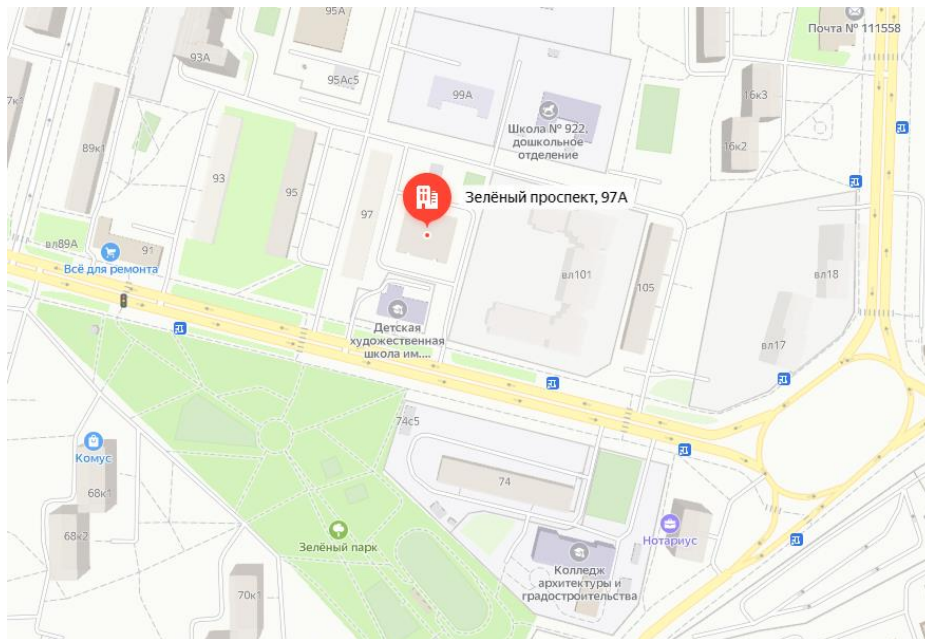 95А
Почта № 111558
93А
95Ас5
99А
16к3
7к1
Школа № 922,
дошкольное
отделение
89к1
16к2
93
95
Зелёный проспект, 97А
97
вл89А
91
Всё для ремонта
вл101
105
вл18
Детская
художественная
школа им....
вл17
74с5
Комус
74
68к1
68к2
Зелёный парк
Нотариус
Колледж
архитектуры и
градостроительства
70к1